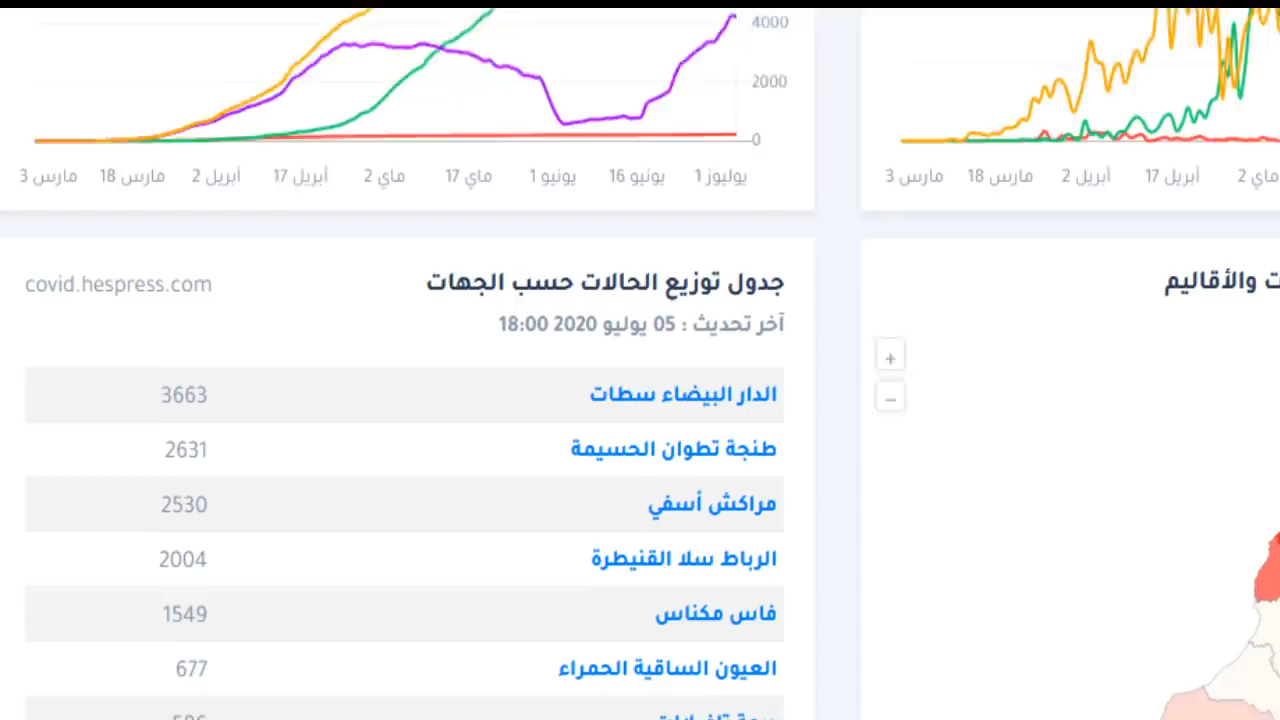 4000
2000
0
3 مارس 18 مارس 2 أبريل 17 أبريل 2 ماي 17 ماي 1 يونيو 16 يونيو 1 يوليوز
3 مارس 18 مارس 2 أبريل 17 أبريل 2 ماي
جدول توزيع الحالات حسب الجهات covid.hespress.com
آخر تحديث : 05 يوليو 2020 18:00
الدار البيضاء سطات 3663
طنجة تطوان الحسيمة 2631
مراكش أسفي 2530
الرباط سلا القنيطرة 2004
فاس مكناس 1549
العيون الساقية الحمراء 677
والأقاليم
+
−